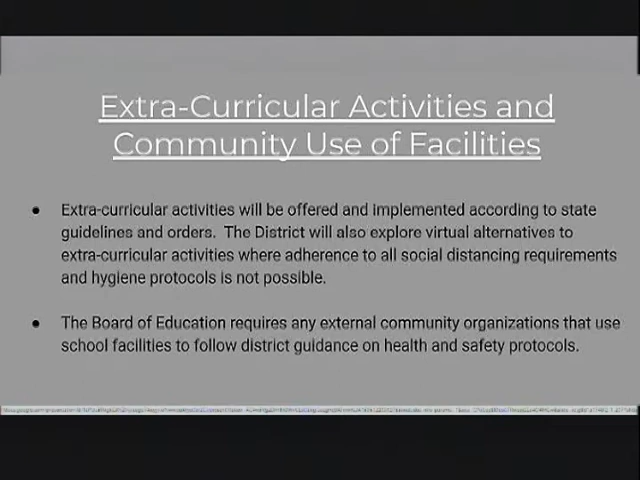 Extra-Curricular Activities and
Community Use of Facilities
● Extra-curricular activities will be offered and implemented according to state
guidelines and orders. The District will also explore virtual alternatives to
extra-curricular activities where adherence to all social distancing requirements
and hygiene protocols is not possible.
● The Board of Education requires any external community organizations that use
school facilities to follow district guidance on health and safety protocols.